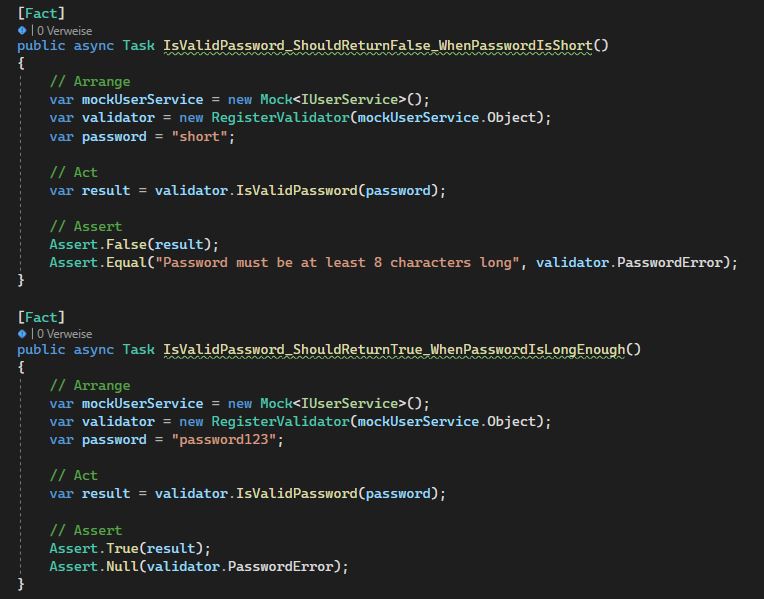 [Fact]
| 0 Verweise
public async Task IsValidPassword_ShouldReturnFalse_WhenPasswordIsShort()
{
// Arrange
var mockUserService = new Mock<IUserService>();
var validator = new RegisterValidator(mockUserService.Object);
var password = "short";
// Act
var result = validator.IsValidPassword(password);
// Assert
Assert.False(result);
Assert.Equal("Password must be at least 8 characters long", validator.PasswordError);
}
[Fact]
| 0 Verweise
public async Task IsValidPassword_ShouldReturnTrue_WhenPasswordIsLongEnough()
{
// Arrange
var mockUserService = new Mock<IUserService>();
var validator = new RegisterValidator(mockUserService.Object);
var password = "password123";
// Act
var result = validator.IsValidPassword(password);
// Assert
Assert.True(result);
Assert.Null(validator.PasswordError);
}